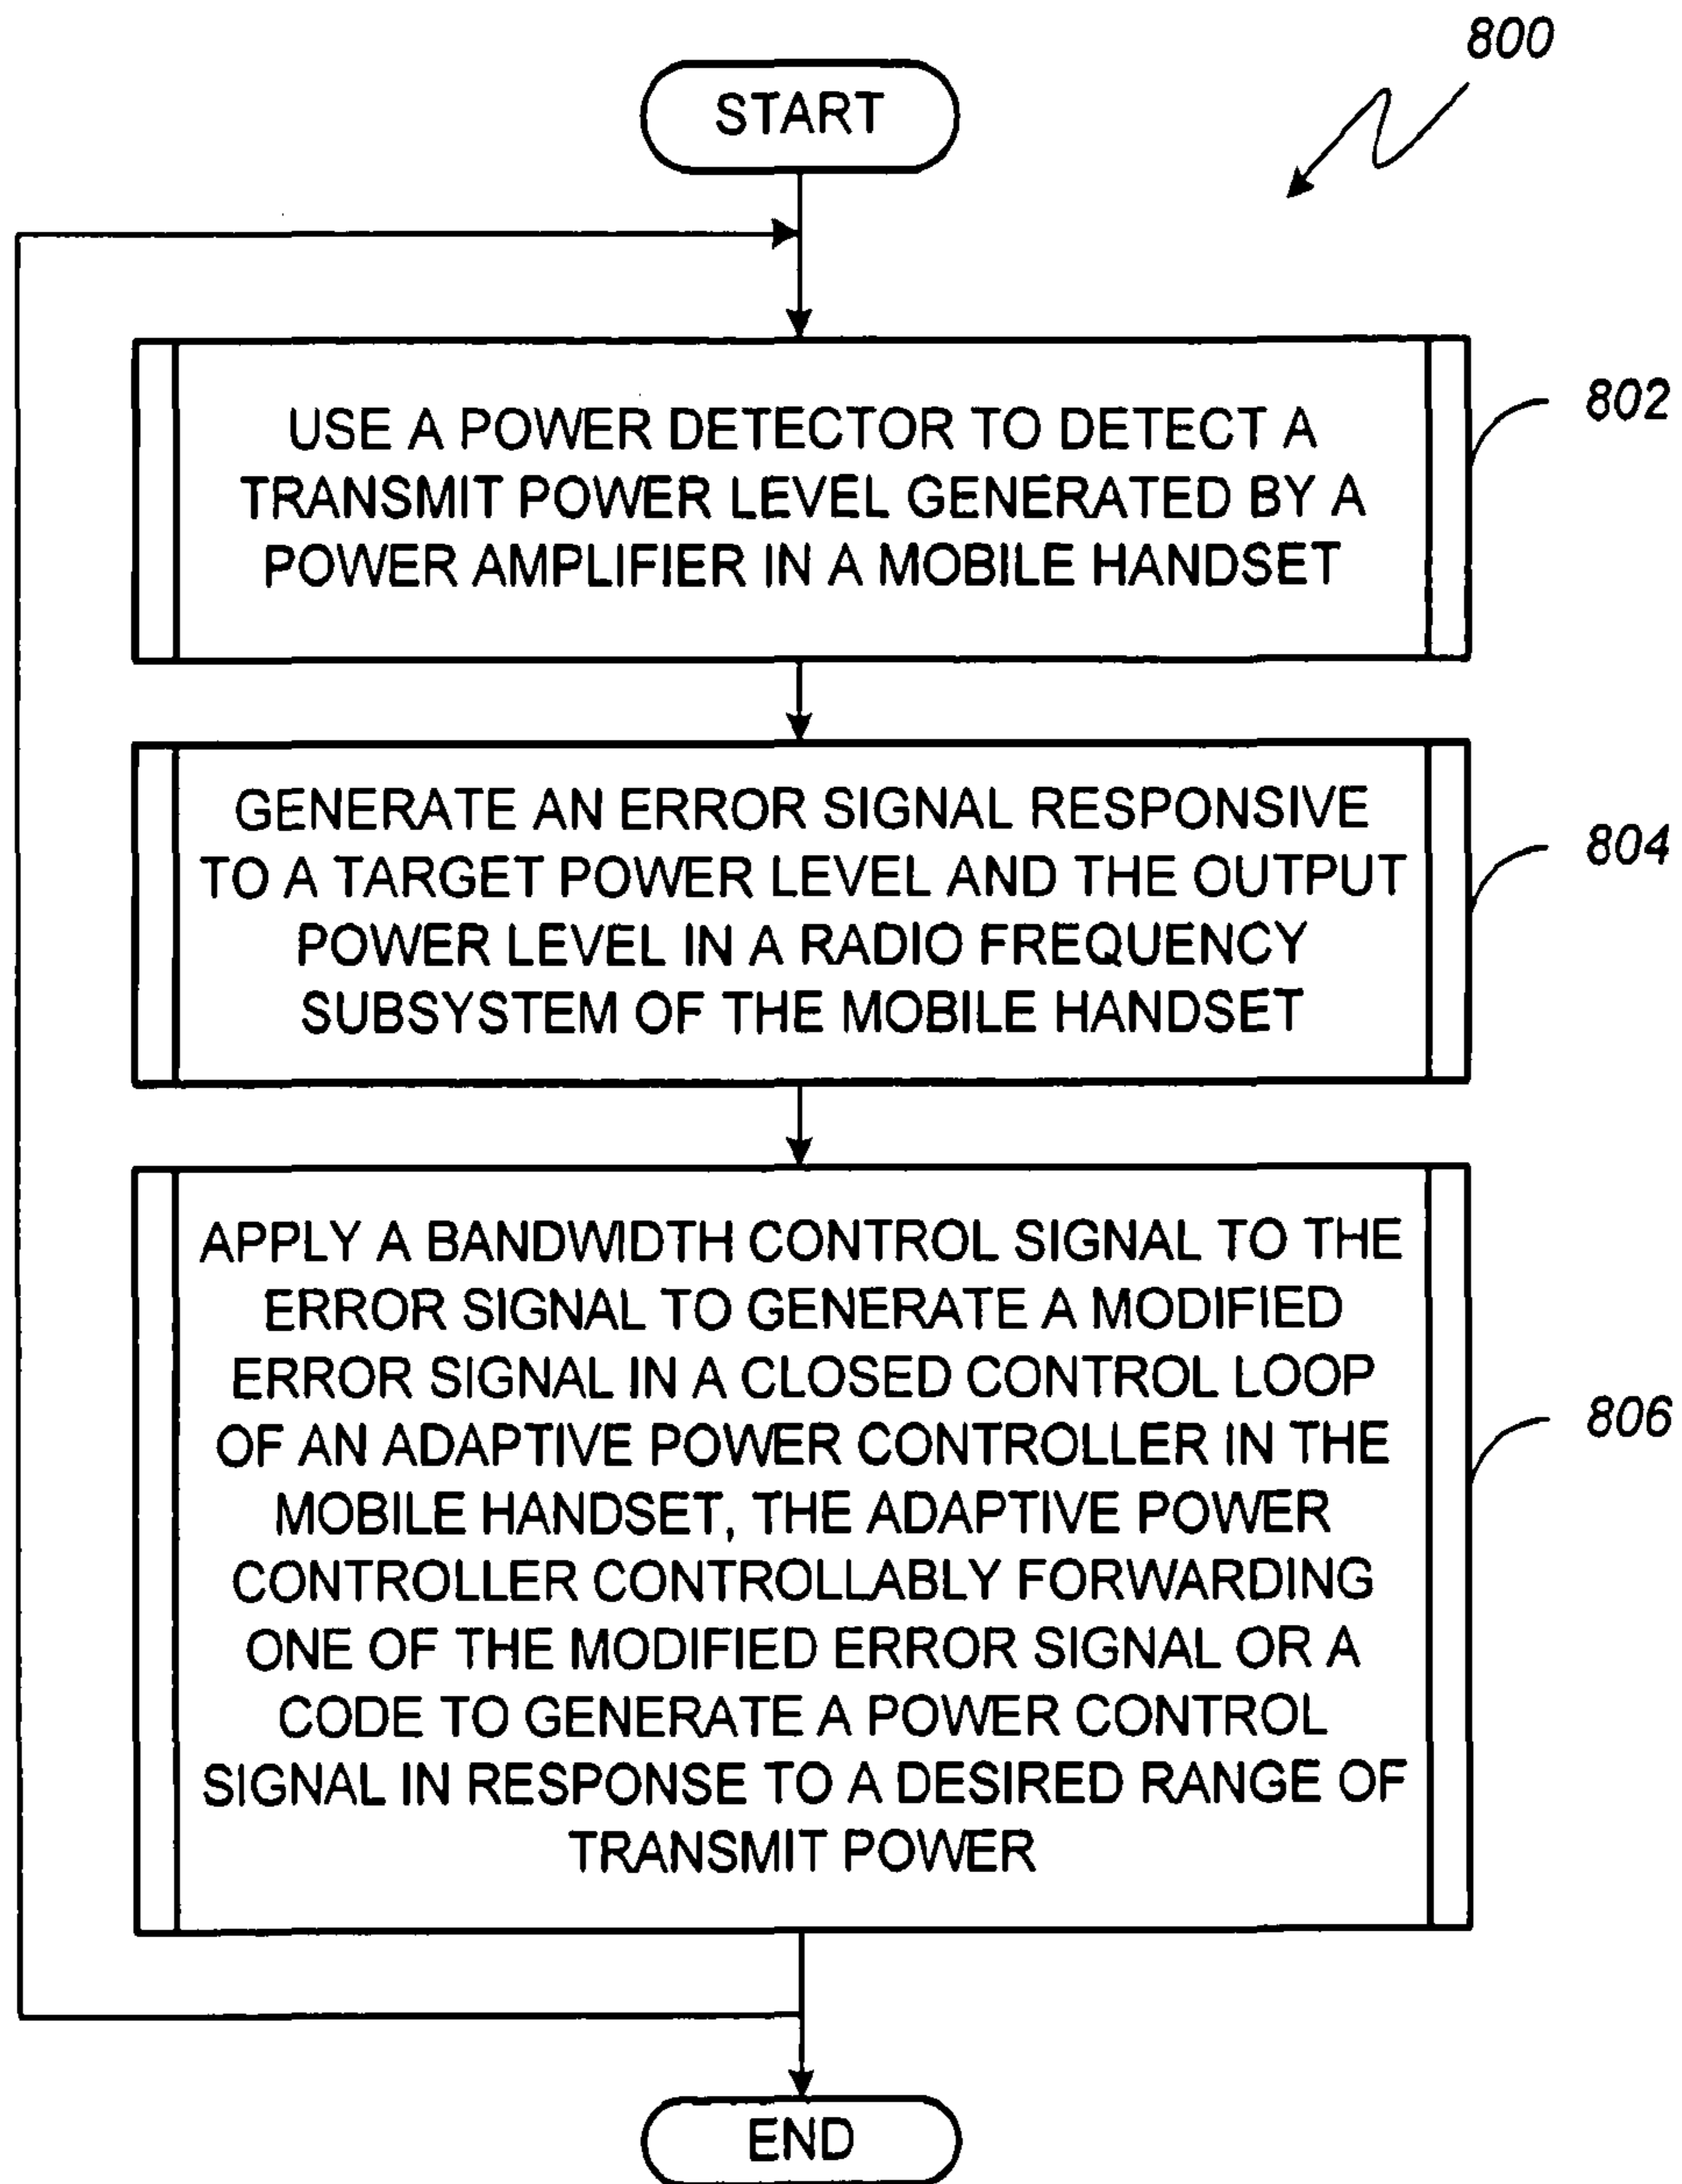 800
START
USE A POWER DETECTOR TO DETECT A
TRANSMIT POWER LEVEL GENERATED BY A
POWER AMPLIFIER IN A MOBILE HANDSET
802
GENERATE AN ERROR SIGNAL RESPONSIVE
TO A TARGET POWER LEVEL AND THE OUTPUT
POWER LEVEL IN A RADIO FREQUENCY
SUBSYSTEM OF THE MOBILE HANDSET
804
APPLY A BANDWIDTH CONTROL SIGNAL TO THE
ERROR SIGNAL TO GENERATE A MODIFIED
ERROR SIGNAL IN A CLOSED CONTROL LOOP
OF AN ADAPTIVE POWER CONTROLLER IN THE
MOBILE HANDSET, THE ADAPTIVE POWER
CONTROLLER CONTROLLABLY FORWARDING
ONE OF THE MODIFIED ERROR SIGNAL OR A
CODE TO GENERATE A POWER CONTROL
SIGNAL IN RESPONSE TO A DESIRED RANGE OF
TRANSMIT POWER
806
END